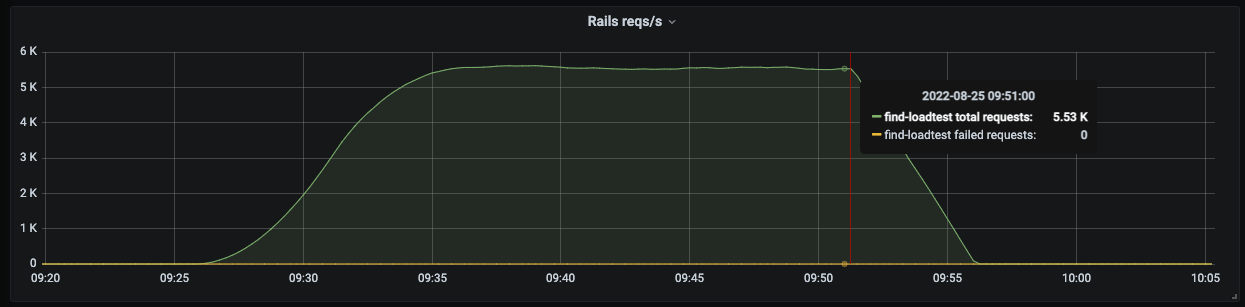 Rails reqs/s
6 K
5 K
4 K
3 K
2 K
1 K
0
2022-08-25 09:51:00
find-loadtest total requests: 5.53 K
find-loadtest failed requests: 0
09:20 09:25 09:30 09:35 09:40 09:45 09:50 09:55 10:00 10:05